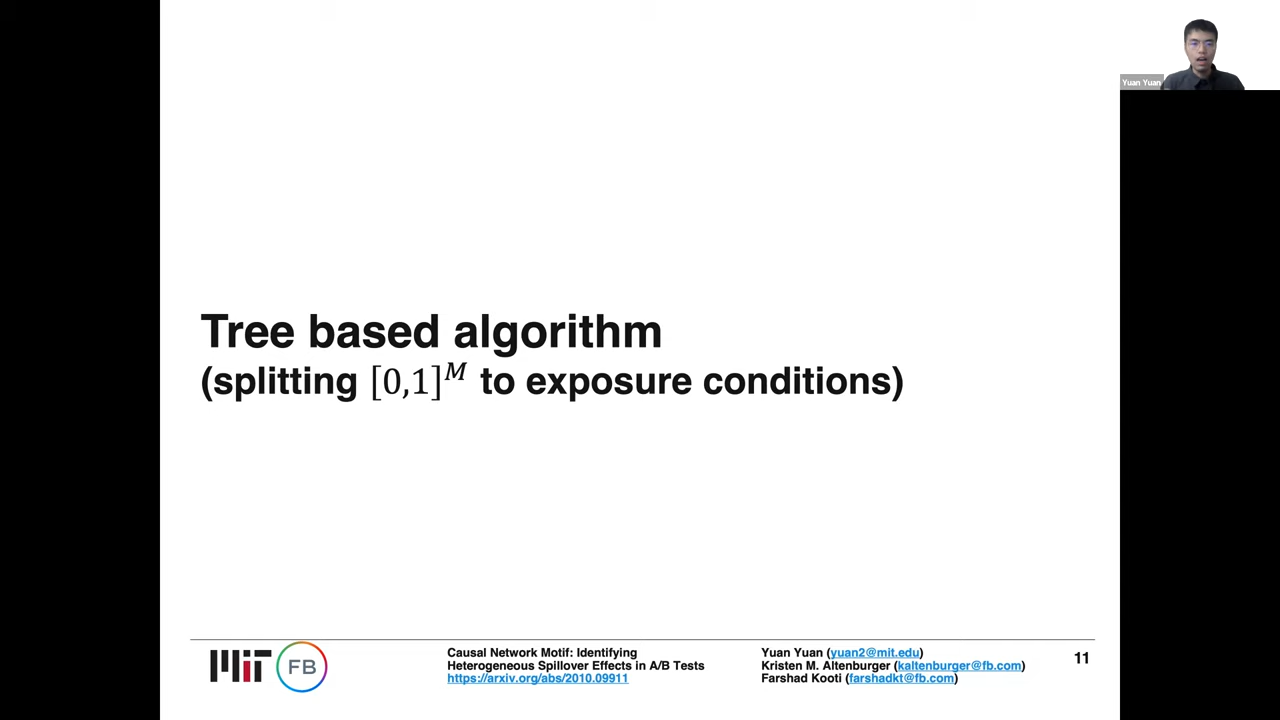 Yuan Yuan
Tree based algorithm
(splitting [0,1]^M to exposure conditions)
MIT
FB
Causal Network Motif: Identifying
Heterogeneous Spillover Effects in A/B Tests
https://arxiv.org/abs/2010.09911
Yuan Yuan (yuan2@mit.edu)
Kristen M. Altenburger (kaltenburger@fb.com)
Farshad Kooti (farshadkt@fb.com)
11